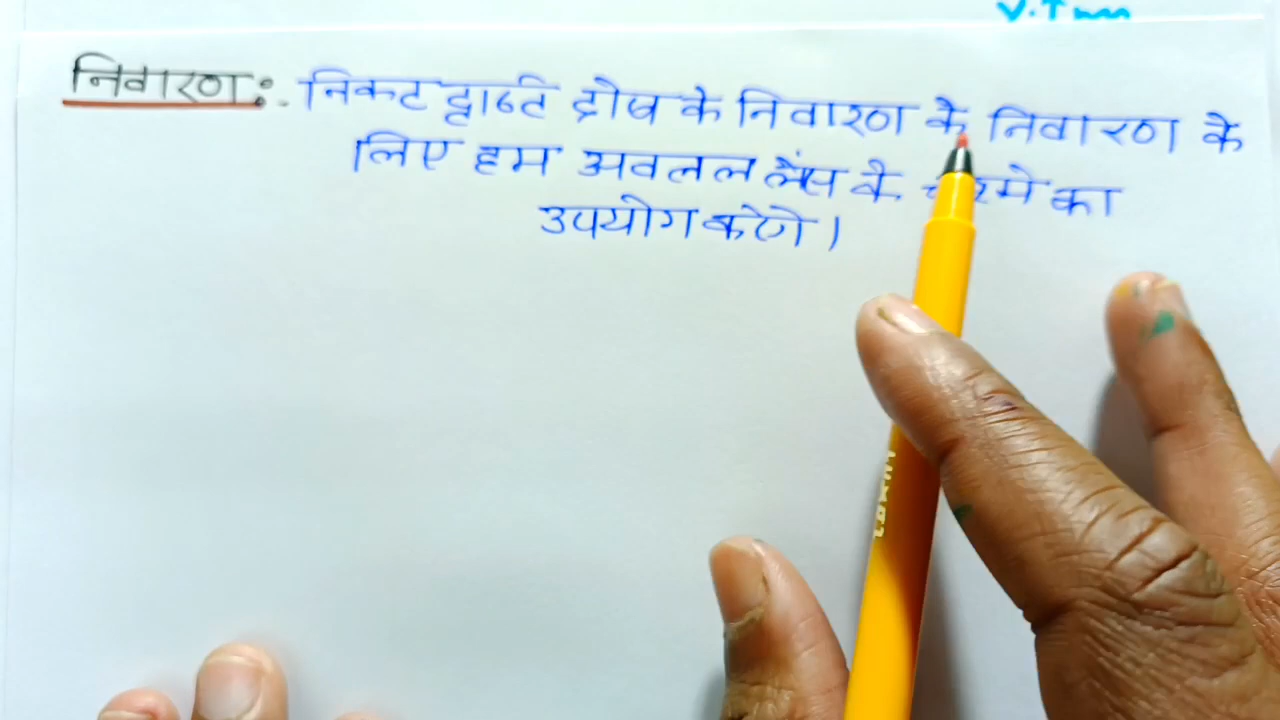 निवारण:- निकट दृष्टि दोष के निवारण के निवारण के
लिए हम अवतल लैंस के का
उपयोग करेंगे।